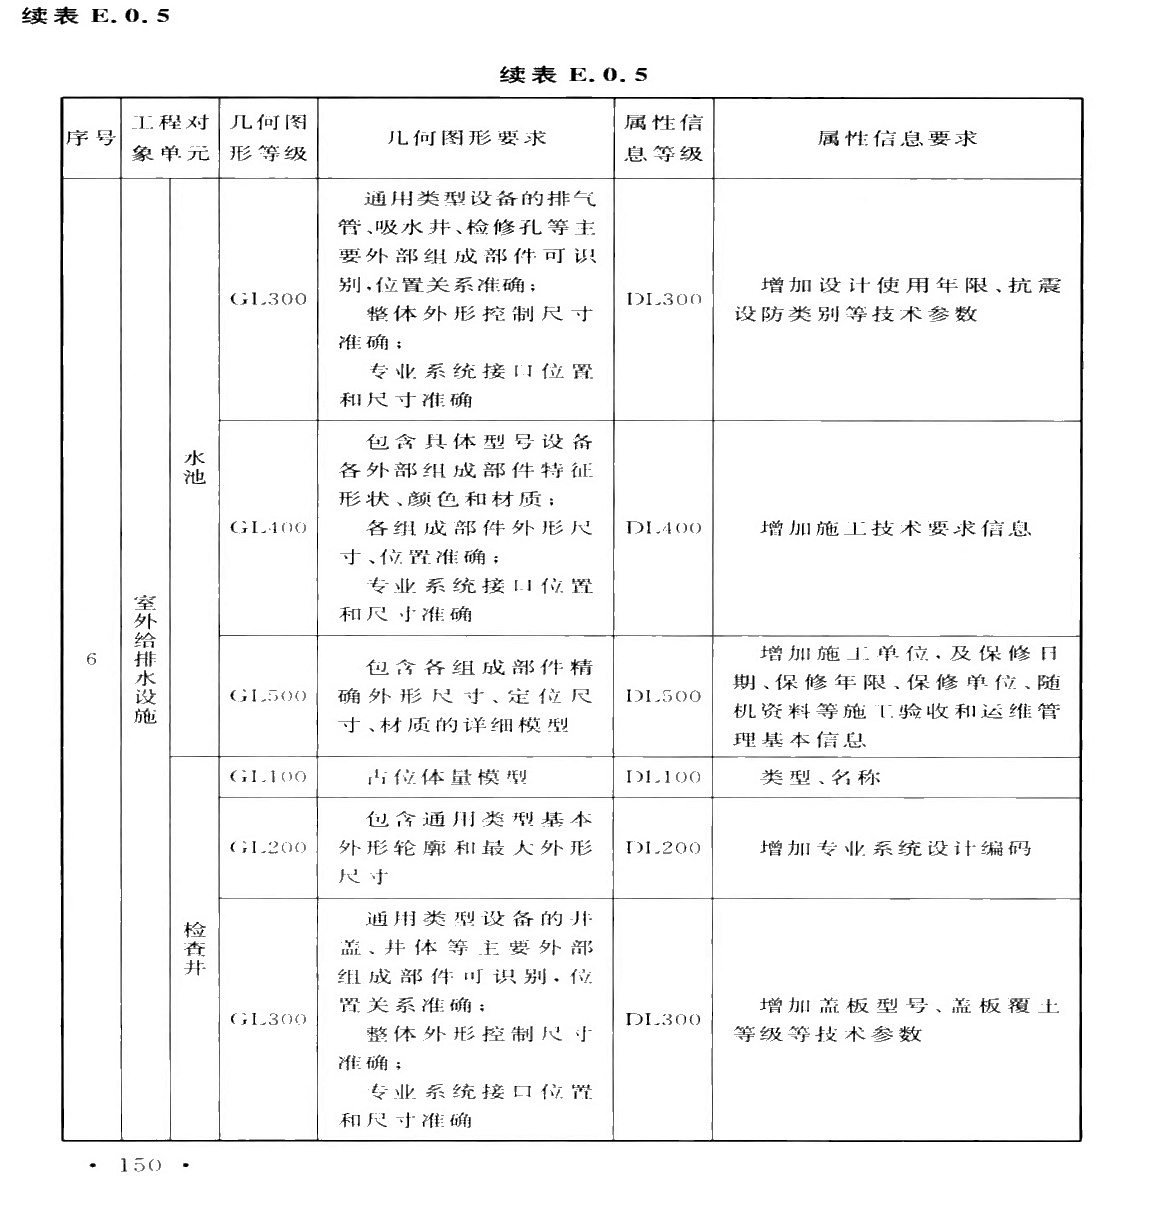 续表 E.0.5
续表 E.0.5
序号
工程对
象单元
几何图
形等级
几何图形要求
属性信
息等级
属性信息要求
6
室外给排水设施
水池
GL300
通用类型设备的排气
管、吸水井、检修孔等主
要外部组成部件可识
别,位置关系准确;
整体外形控制尺寸
准确;
专业系统接口位置
和尺寸准确
DL300
增加设计使用年限、抗震
设防类别等技术参数
GL400
包含具体型号设备
各外部组成部件特征
形状、颜色和材质;
各组成部件外形尺
寸、位置准确;
专业系统接口位置
和尺寸准确
DL400
增加施工技术要求信息
GL500
包含各组成部件精
确外形尺寸、定位尺
寸、材质的详细模型
DL500
增加施工单位,及保修日
期、保修年限、保修单位、随
机资料等施工验收和运维管
理基本信息
检查井
GL100
占位体量模型
DL100
类型、名称
GL200
包含通用类型基本
外形轮廓和最大外形
尺寸
DL200
增加专业系统设计编码
GL300
通用类型设备的井
盖、井体等主要外部
组成部件可识别,位
置关系准确;
整体外形控制尺寸
准确;
专业系统接口位置
和尺寸准确
DL300
增加盖板型号、盖板覆土
等级等技术参数
· 150 ·